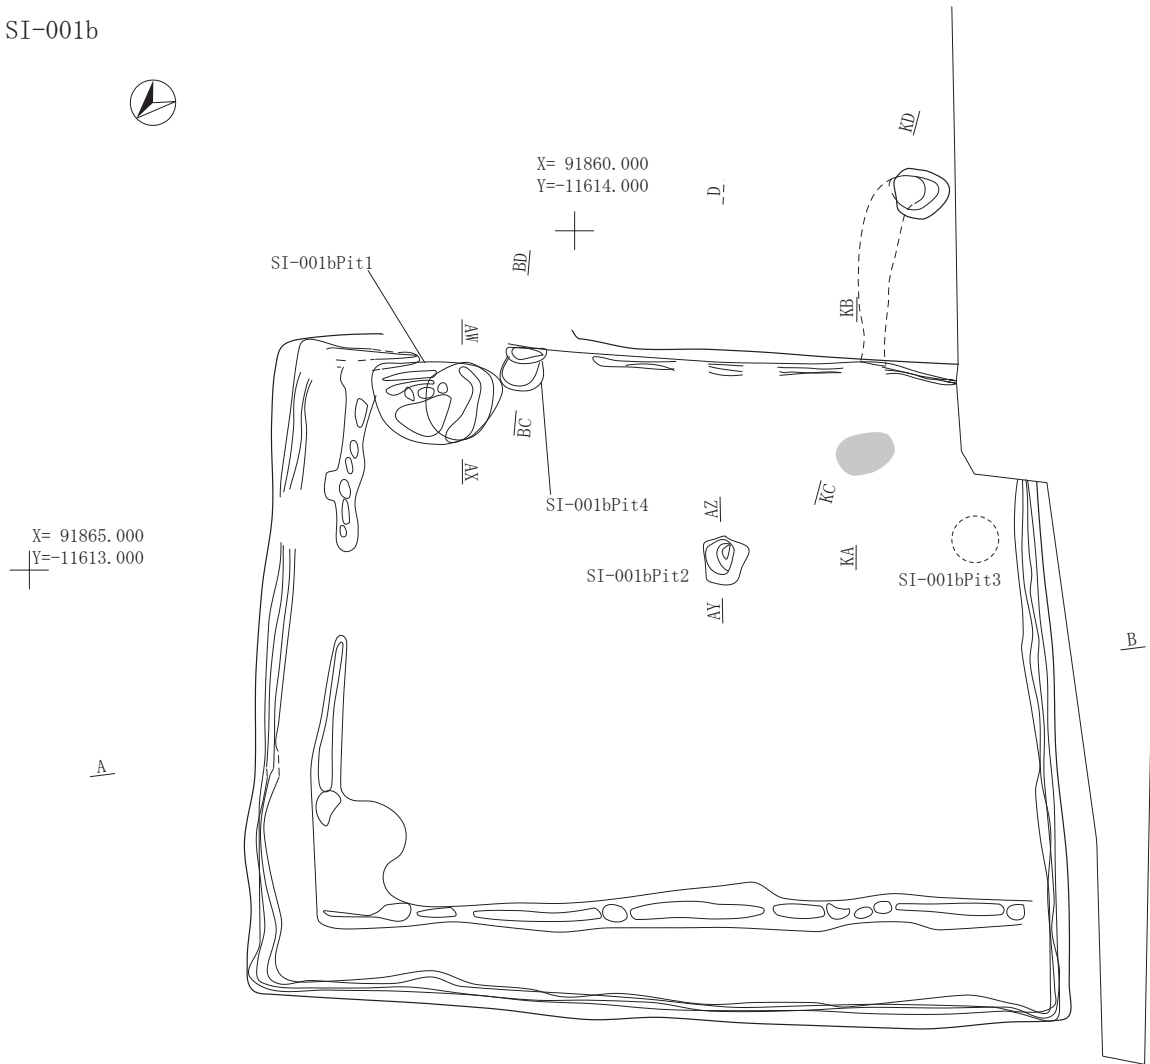 SI-001b
KD
X= 91860.000
Y=-11614.000
D
SI-001bPit1
BD
KB
AW
BC
AX
KC
SI-001bPit4
AZ
X= 91865.000
Y=-11613.000
SI-001bPit2
KA
SI-001bPit3
AY
B
A